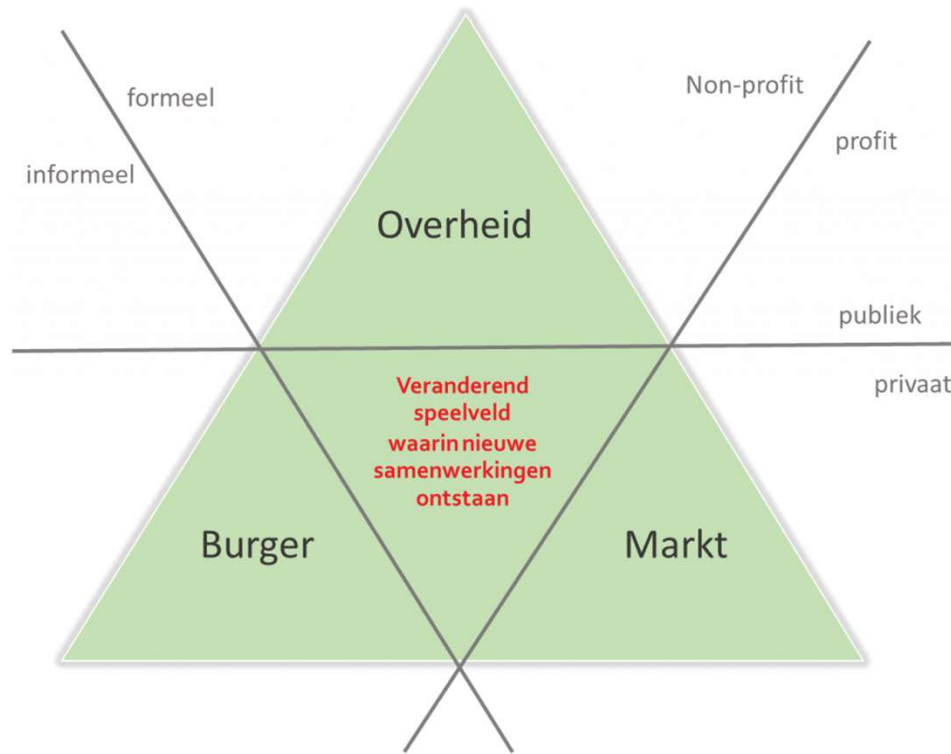 formeel
Non-profit
informeel
profit
Overheid
publiek
privaat
Veranderend
speelveld
waarin nieuwe
samenwerkingen
ontstaan
Burger
Markt